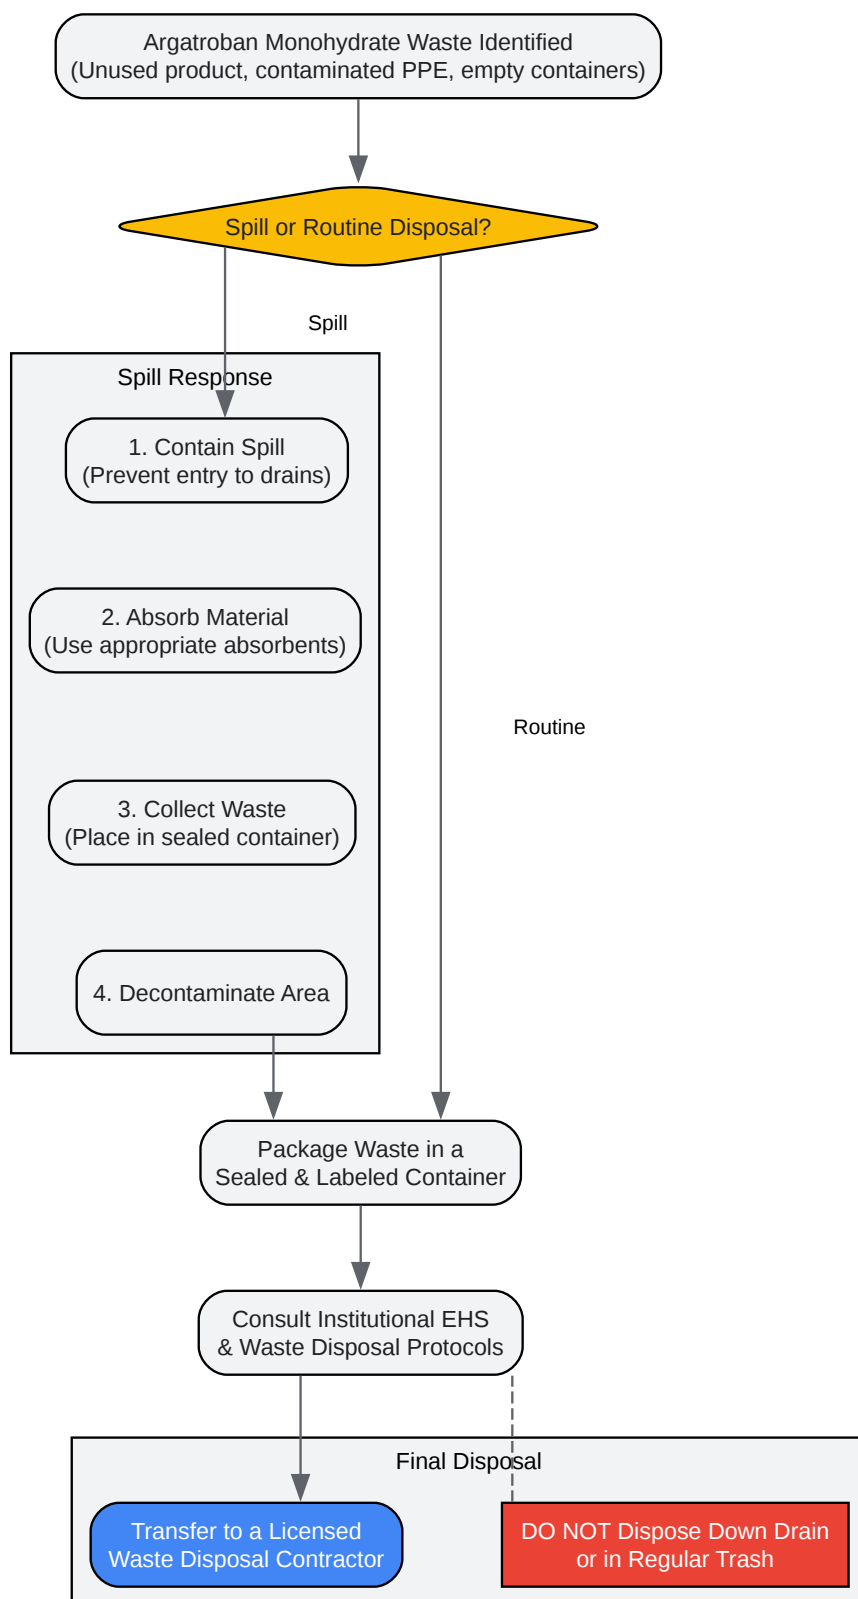 Argatroban Monohydrate Waste Identified
(Unused product, contaminated PPE, empty containers)
Spill or Routine Disposal?
Spill
Spill Response
1. Contain Spill
(Prevent entry to drains)
2. Absorb Material
(Use appropriate absorbents)
Routine
3. Collect Waste
(Place in sealed container)
4. Decontaminate Area
Package Waste in a
Sealed & Labeled Container
Consult Institutional EHS
& Waste Disposal Protocols
Final Disposal
Transfer to a Licensed
Waste Disposal Contractor
DO NOT Dispose Down Drain
or in Regular Trash